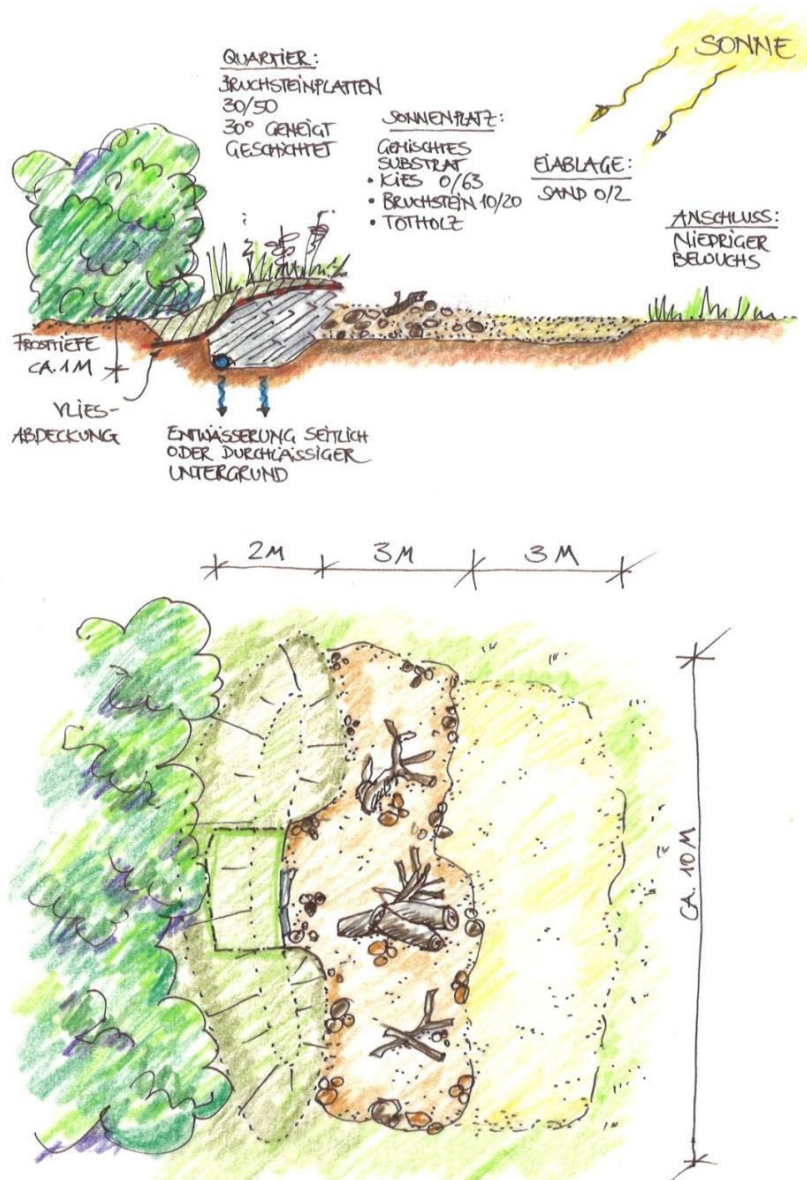 QUARTIER:
BRUCHSTEINPLATTEN
30/50
30° GENEIGT
GESCHICHTET
SONNENPLATZ:
GEMISCHTES
SUBSTRAT
• KIES 0/63
• BRUCHSTEIN 10/20
• TOTHOLZ
EIABLAGE:
SAND 0/2
SONNE
ANSCHLUSS:
NIEDRIGER
BEWUCHS
FROSTTIEFE
CA. 1M
VLIES-
ABDECKUNG
ENTWÄSSERUNG SEITLICH
ODER DURCHLÄSSIGER
UNTERGRUND
2M
3M
3M
CA. 10M